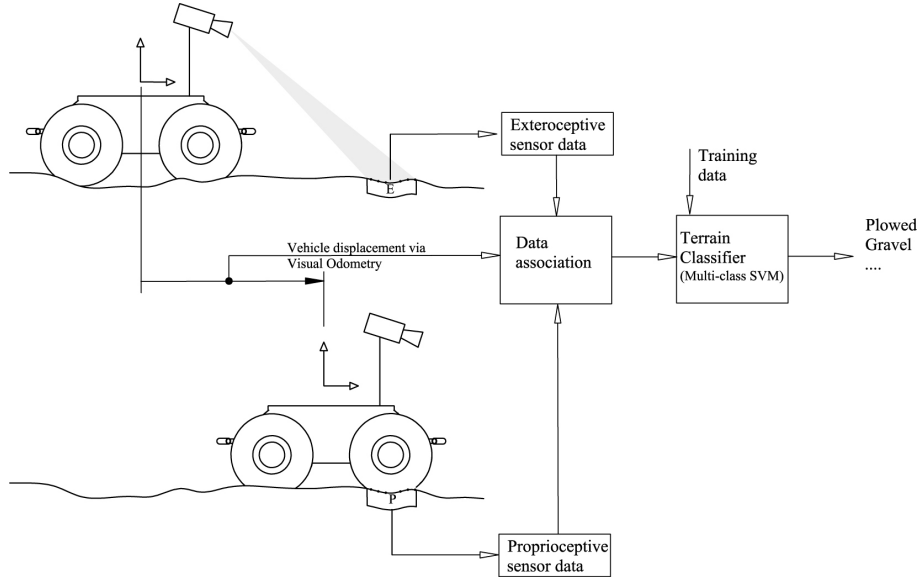 Exteroceptive
sensor data
Training
data
E
Vehicle displacement via
Visual Odometry
Data
association
Terrain
Classifier
(Multi-class SVM)
Plowed
Gravel
....
P
Proprioceptive
sensor data